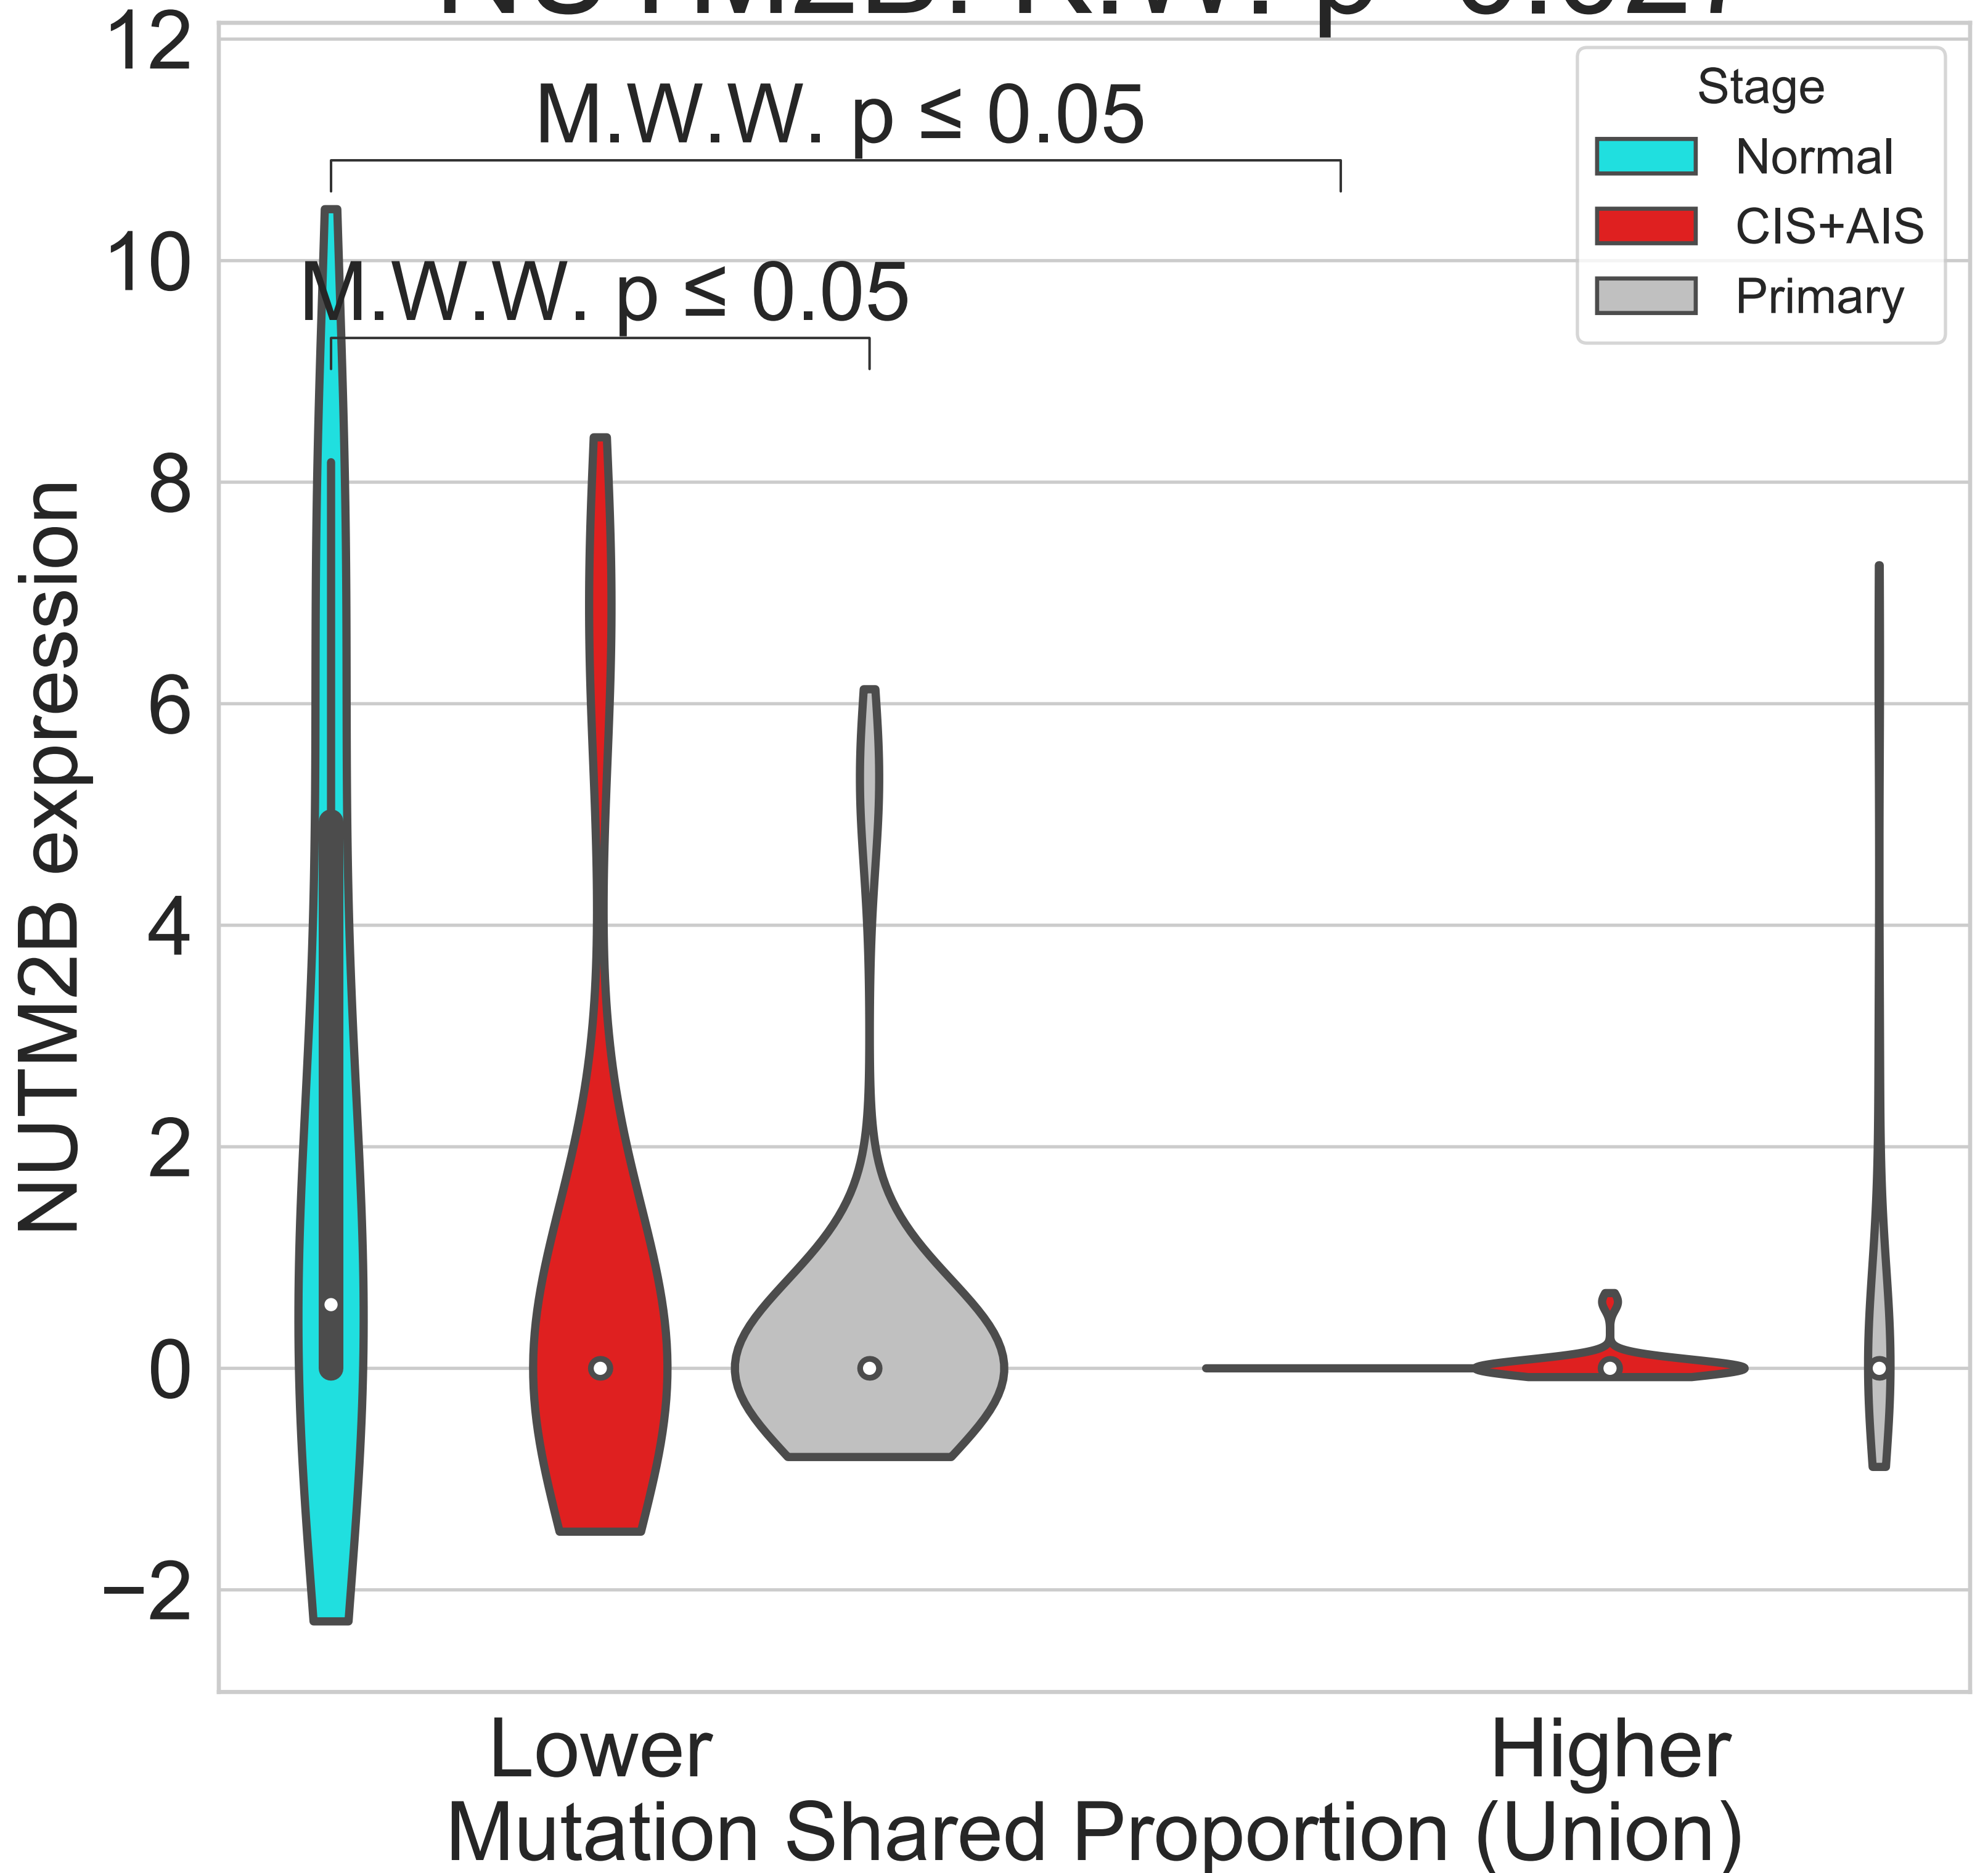 12
M.W.W. p ≤ 0.05
Stage
Normal
CIS+AIS
Primary
10
M.W.W. p ≤ 0.05
8
6
4
2
0
−2
NUTM2B expression
Lower
Higher
Mutation Shared Proportion (Union)